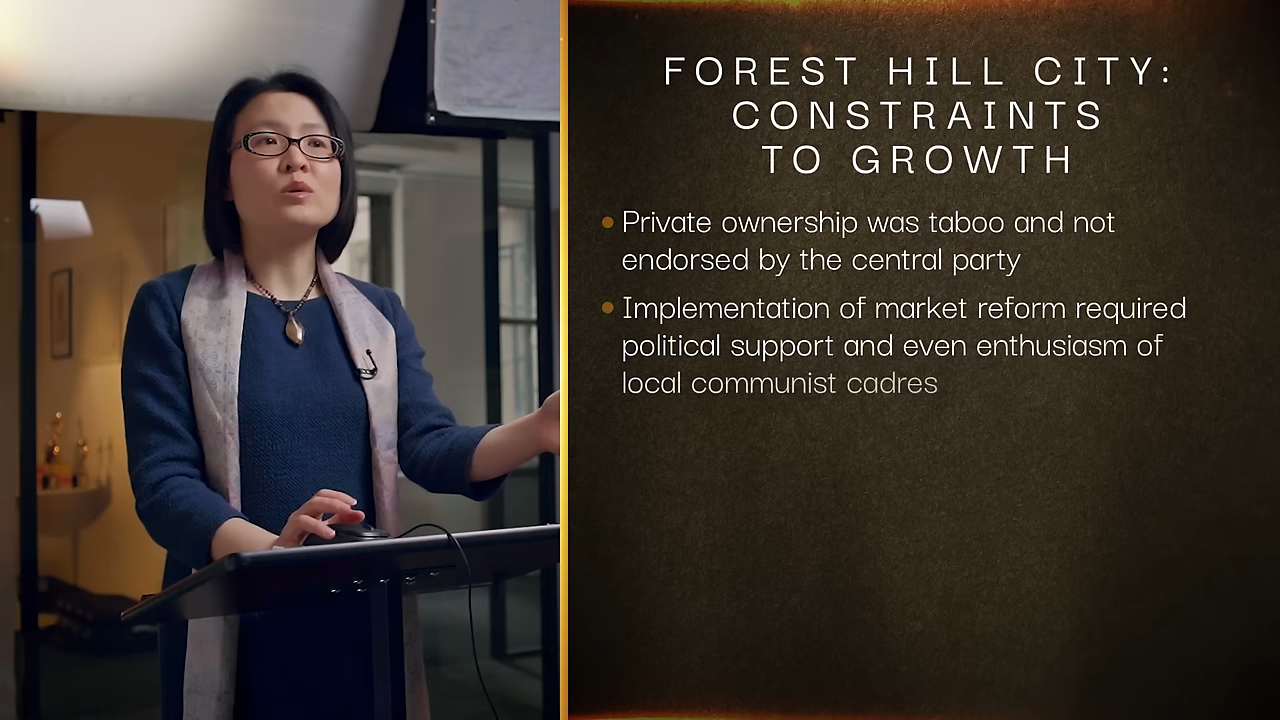 FOREST HILL CITY:
CONSTRAINTS
TO GROWTH
Private ownership was taboo and not
endorsed by the central party
Implementation of market reform required
political support and even enthusiasm of
local communist cadres